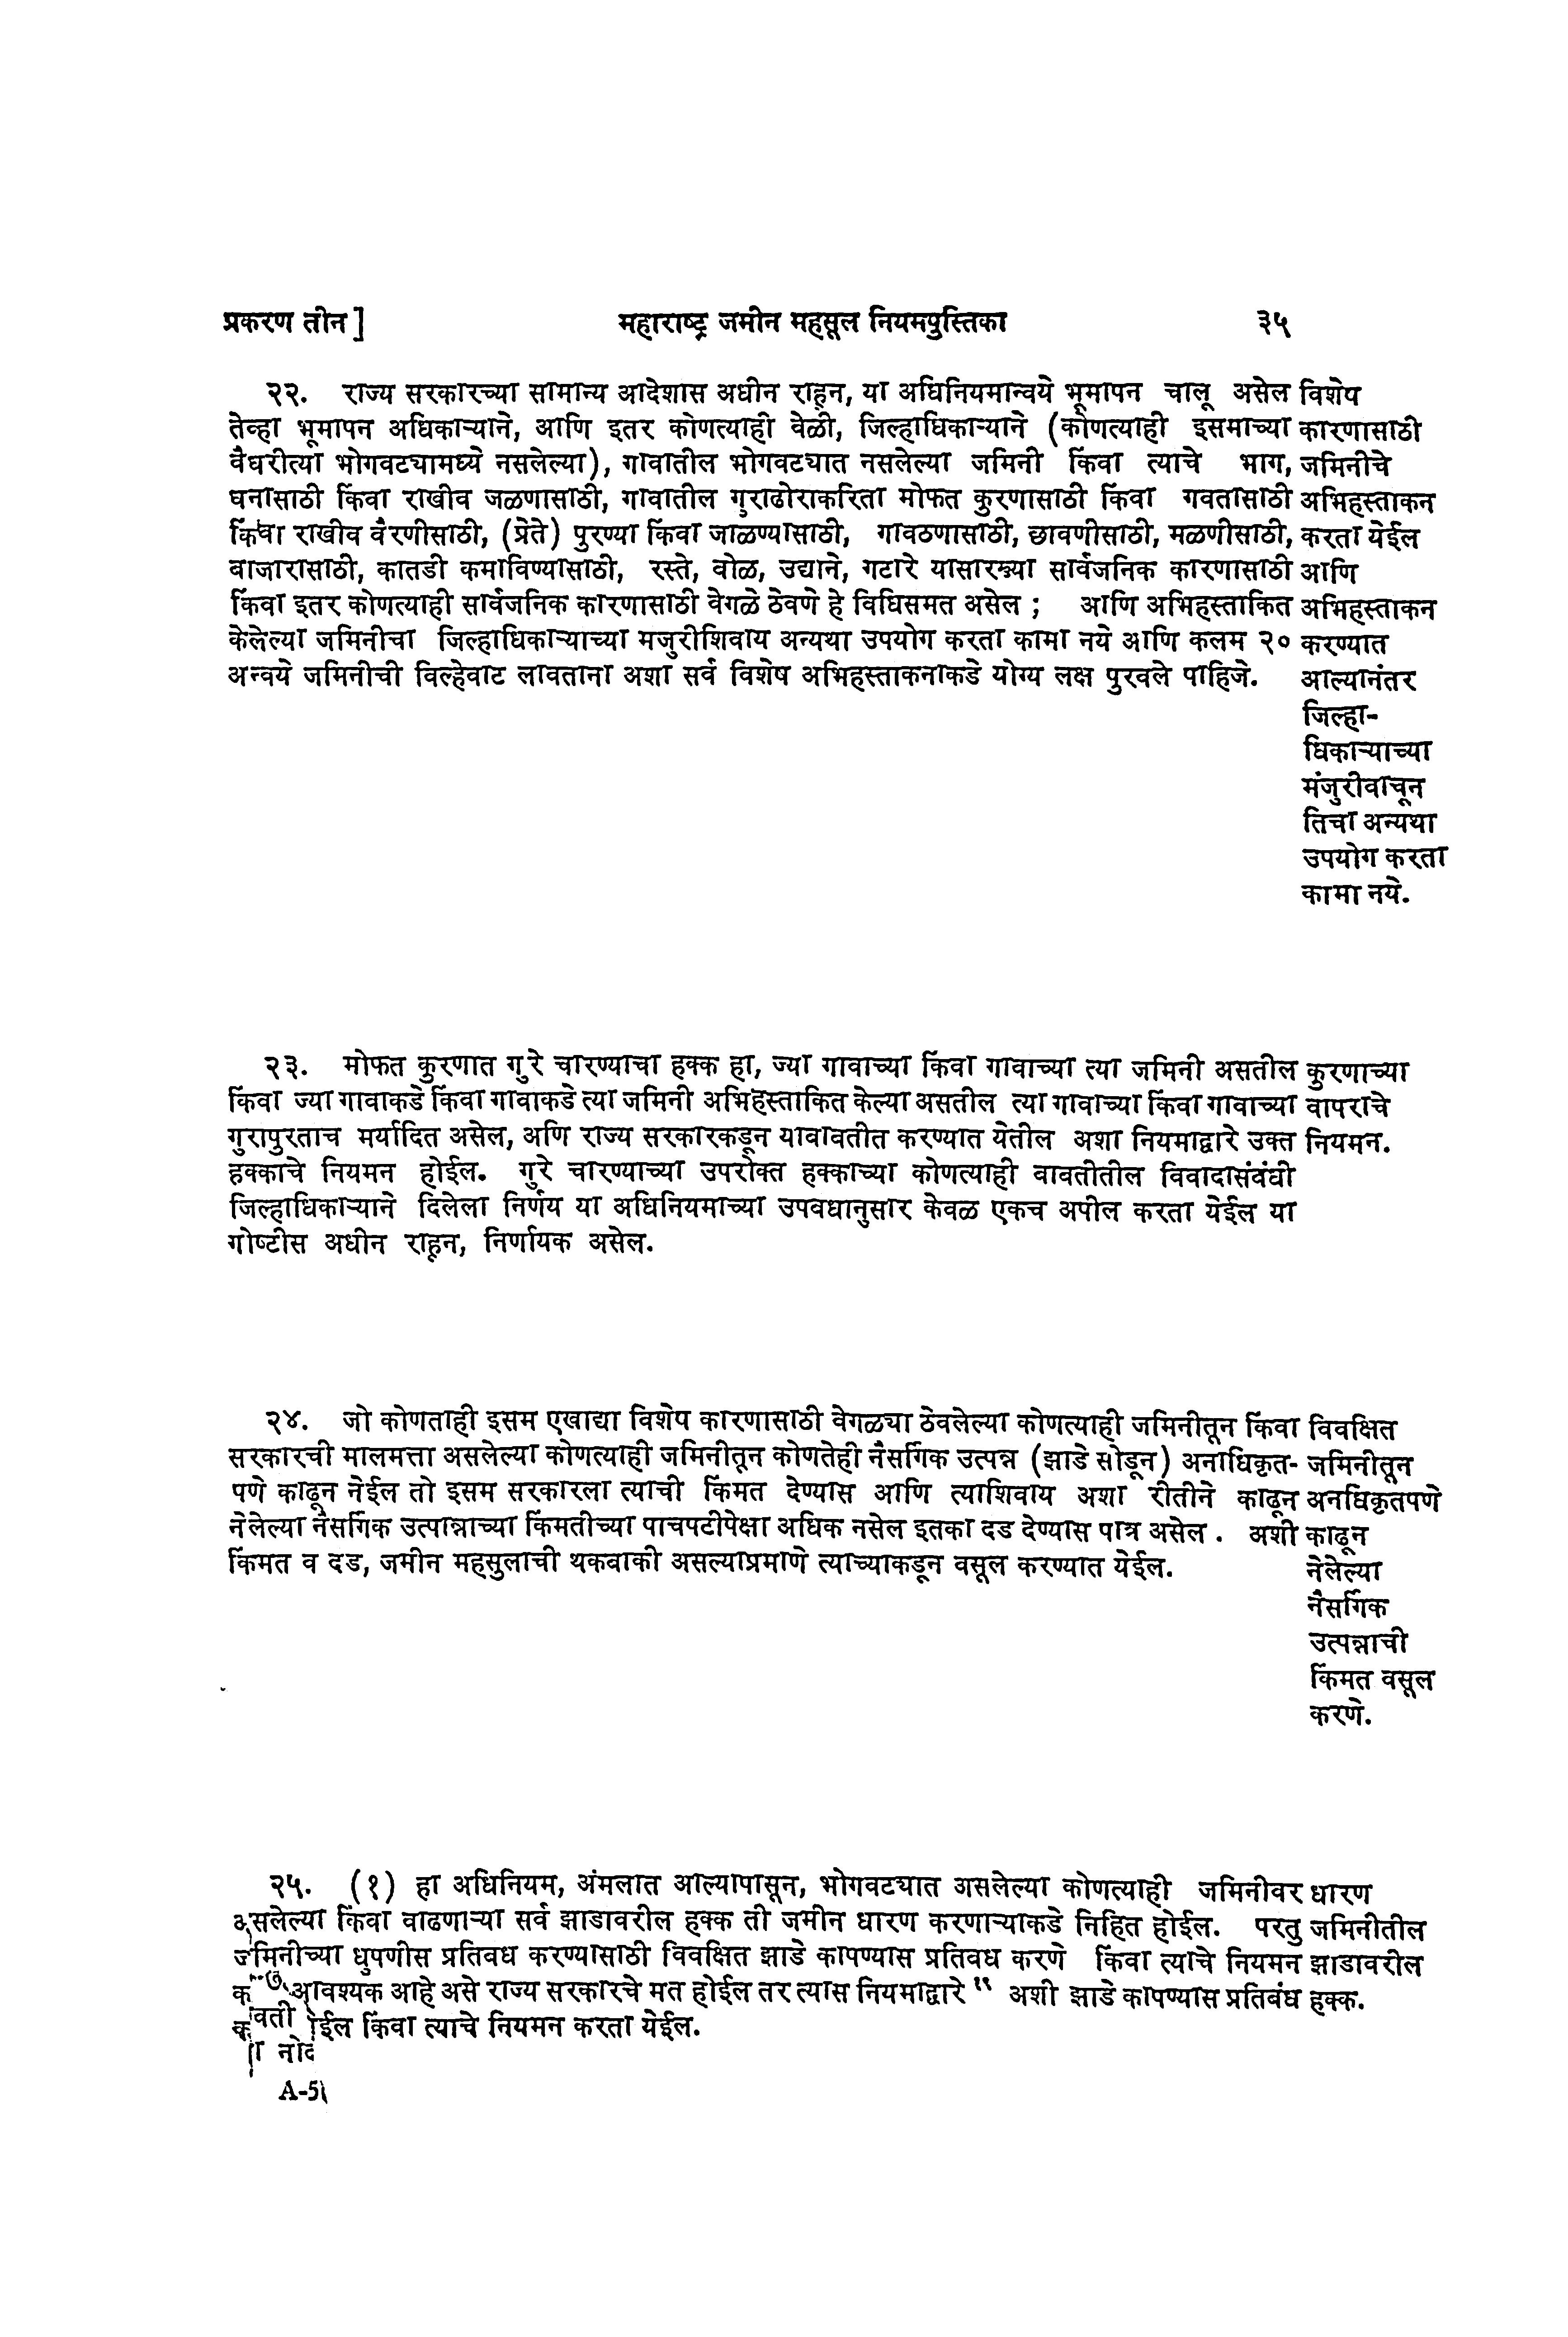 प्रकरण तीन] महाराष्ट्र जमीन महसूल नियमपुस्तिका ३५
२२. राज्य सरकारच्या सामान्य आदेशास अधीन राहून, या अधिनियमान्वये भूमापन चालू असेल
तेव्हा भूमापन अधिकाऱ्याने, आणि इतर कोणत्याही वेळी, जिल्हाधिकाऱ्याने (कोणत्याही इसमाच्या
वैधरीत्या भोगवट्यामध्ये नसलेल्या), गावातील भोगवट्यात नसलेल्या जमिनी किंवा त्याचे भाग,
घनासाठी किंवा राखीव जळणासाठी, गावातील गुराढोराकरिता मोफत कुरणासाठी किंवा गवतासाठी
किंवा राखीव वैरणीसाठी, (प्रेते) पुरण्या किंवा जाळण्यासाठी, गावठणासाठी, छावणीसाठी, मळणीसाठी,
बाजारासाठी, कातडी कमाविण्यासाठी, रस्ते, बोळ, उद्याने, गटारे यासारख्या सार्वजनिक कारणासाठी
किंवा इतर कोणत्याही सार्वजनिक कारणासाठी वेगळे ठेवणे हे विधिसमत असेल ; आणि अभिहस्ताकित
केलेल्या जमिनीचा जिल्हाधिकाऱ्याच्या मजुरीशिवाय अन्यथा उपयोग करता कामा नये आणि कलम २०
अन्वये जमिनीची विल्हेवाट लावताना अशा सर्व विशेष अभिहस्ताकनाकडे योग्य लक्ष पुरवले पाहिजे.
विशेष
कारणासाठी
जमिनीचे
अभिहस्ताकन
करता येईल
आणि
अभिहस्ताकन
करण्यात
आल्यानंतर
जिल्हा-
धिकाऱ्याच्या
मंजुरीवाचून
तिचा अन्यथा
उपयोग करता
कामा नये.
२३. मोफत कुरणात गुरे चारण्याचा हक्क हा, ज्या गावाच्या किंवा गावाच्या त्या जमिनी असतील
किंवा ज्या गावाकडे किंवा गावाकडे त्या जमिनी अभिहस्ताकित केल्या असतील त्या गावाच्या किंवा गावाच्या
गुरापुरताच मर्यादित असेल, अणि राज्य सरकारकडून याबाबतीत करण्यात येतील अशा नियमाद्वारे उक्त
हक्काचे नियमन होईल. गुरे चारण्याच्या उपरोक्त हक्काच्या कोणत्याही बाबतीतील विवादासंबंधी
जिल्हाधिकाऱ्याने दिलेला निर्णय या अधिनियमाच्या उपबधानुसार केवळ एकच अपील करता येईल या
गोष्टीस अधीन राहून, निर्णायक असेल.
कुरणाच्या
वापराचे
नियमन.
२४. जो कोणताही इसम एखाद्या विशेष कारणासाठी वेगळ्या ठेवलेल्या कोणत्याही जमिनीतून किंवा
सरकारची मालमत्ता असलेल्या कोणत्याही जमिनीतून कोणतेही नैसर्गिक उत्पन्न (झाडे सोडून) अनाधिकृत-
पणे काढून नेईल तो इसम सरकारला त्याची किंमत देण्यास आणि त्याशिवाय अशा रीतीने काढून
नेलेल्या नैसर्गिक उत्पान्नाच्या किंमतीच्या पाचपटीपेक्षा अधिक नसेल इतका दड देण्यास पात्र असेल . अशी
किंमत व दड, जमीन महसुलाची थकबाकी असल्याप्रमाणे त्याच्याकडून वसूल करण्यात येईल.
विवक्षित
जमिनीतून
अनधिकृतपणे
काढून
नेलेल्या
नैसर्गिक
उत्पन्नाची
किंमत वसूल
करणे.
२५. (१) हा अधिनियम, अंमलात आल्यापासून, भोगवट्यात असलेल्या कोणत्याही जमिनीवर
असलेल्या किंवा वाढणाऱ्या सर्व झाडावरील हक्क ती जमीन धारण करणाऱ्याकडे निहित होईल. परतु
जमिनीच्या धुपणीस प्रतिबध करण्यासाठी विवक्षित झाडे कापण्यास प्रतिबध करणे किंवा त्याचे नियमन
आवश्यक आहे असे राज्य सरकारचे मत होईल तर त्यास नियमाद्वारे अशी झाडे कापण्यास प्रतिबंध
किंवा त्याचे नियमन करता येईल.
धारण
जमिनीतील
झाडावरील
हक्क.
A-5